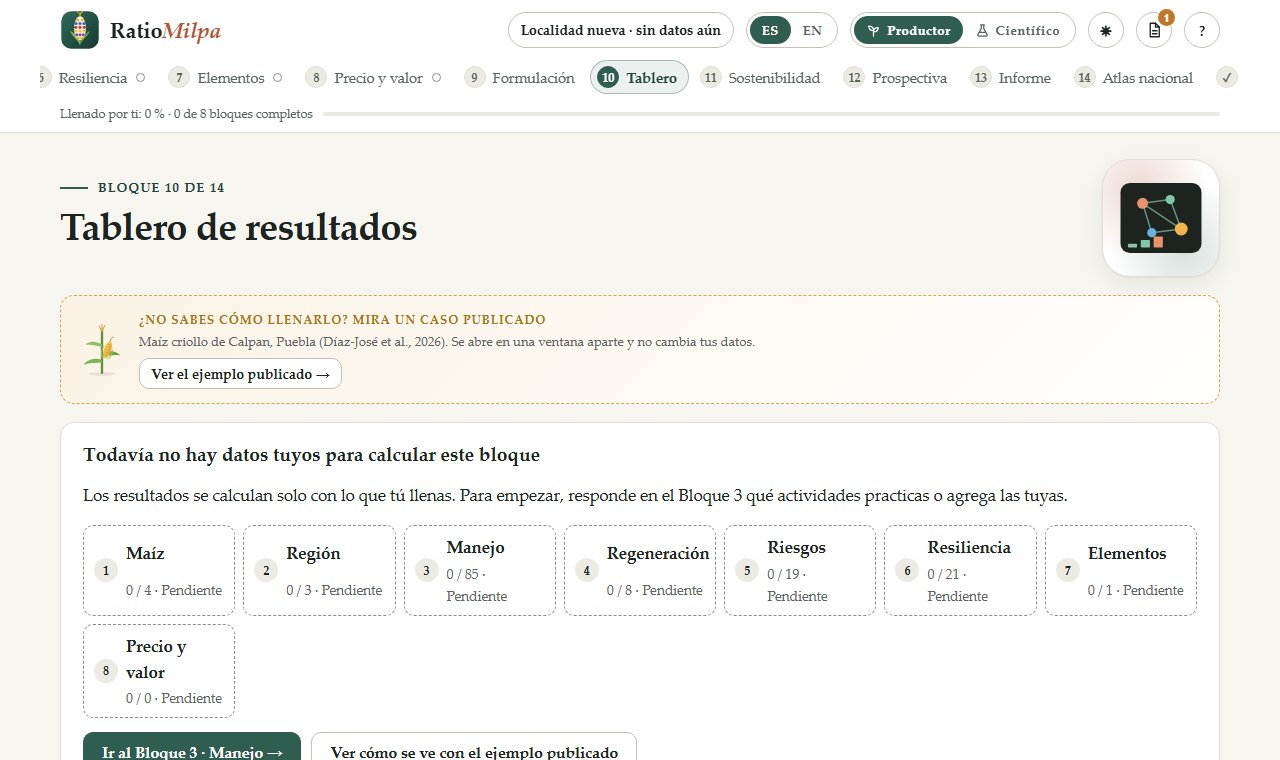 RatioMilpa
Localidad nueva · sin datos aún
ES EN
Productor Científico
1
?
Resiliencia
7 Elementos
8 Precio y valor
9 Formulación
10 Tablero
11 Sostenibilidad
12 Prospectiva
13 Informe
14 Atlas nacional
✓
Llenado por ti: 0 % · 0 de 8 bloques completos
BLOQUE 10 DE 14
Tablero de resultados
¿NO SABES CÓMO LLENARLO? MIRA UN CASO PUBLICADO
Maíz criollo de Calpan, Puebla (Díaz-José et al., 2026). Se abre en una ventana aparte y no cambia tus datos.
Ver el ejemplo publicado →
Todavía no hay datos tuyos para calcular este bloque
Los resultados se calculan solo con lo que tú llenas. Para empezar, responde en el Bloque 3 qué actividades practicas o agrega las tuyas.
1 Maíz
0 / 4 · Pendiente
2 Región
0 / 3 · Pendiente
3 Manejo
0 / 85 ·
Pendiente
4 Regeneración
0 / 8 · Pendiente
5 Riesgos
0 / 19 ·
Pendiente
6 Resiliencia
0 / 21 ·
Pendiente
7 Elementos
0 / 1 · Pendiente
8 Precio y
valor
0 / 0 · Pendiente
Ir al Bloque 3 · Manejo →
Ver cómo se ve con el ejemplo publicado